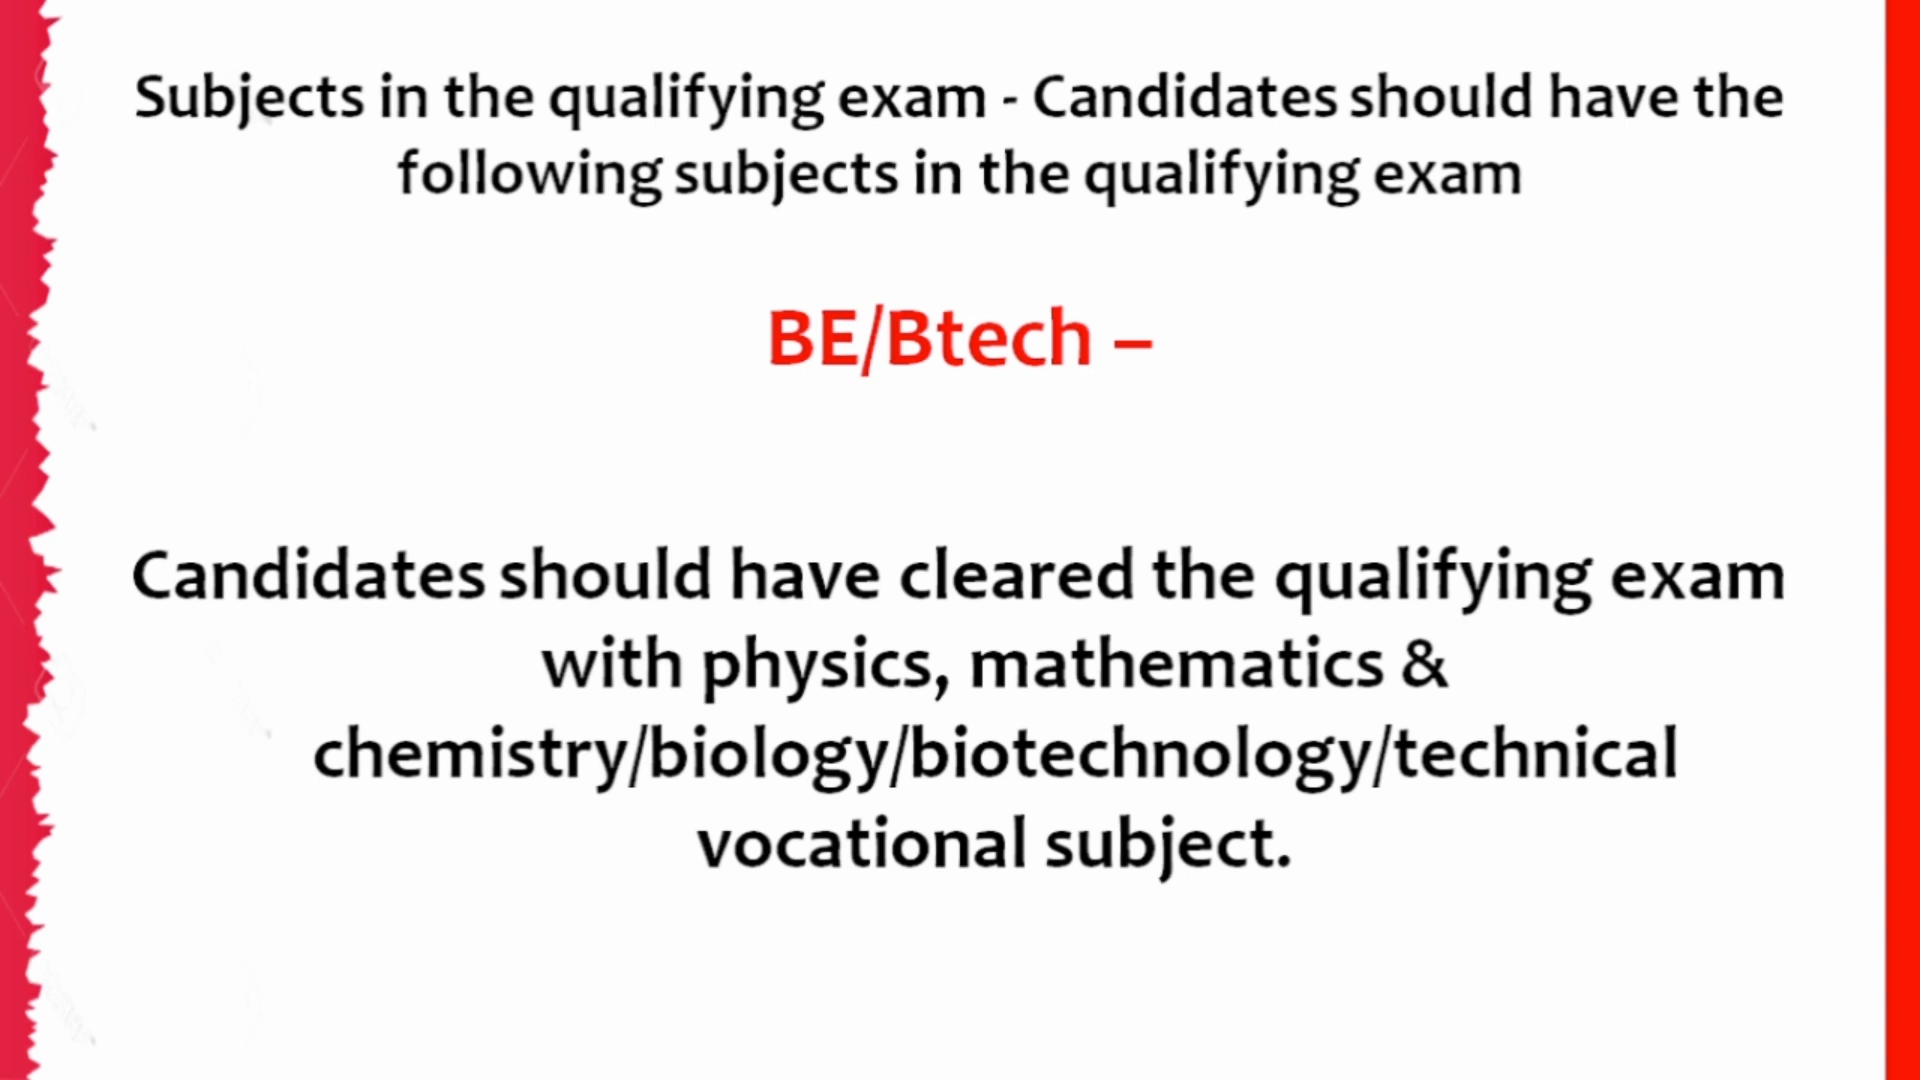 Subjects in the qualifying exam - Candidates should have the
following subjects in the qualifying exam
BE/Btech –
Candidates should have cleared the qualifying exam
with physics, mathematics &
chemistry/biology/biotechnology/technical
vocational subject.